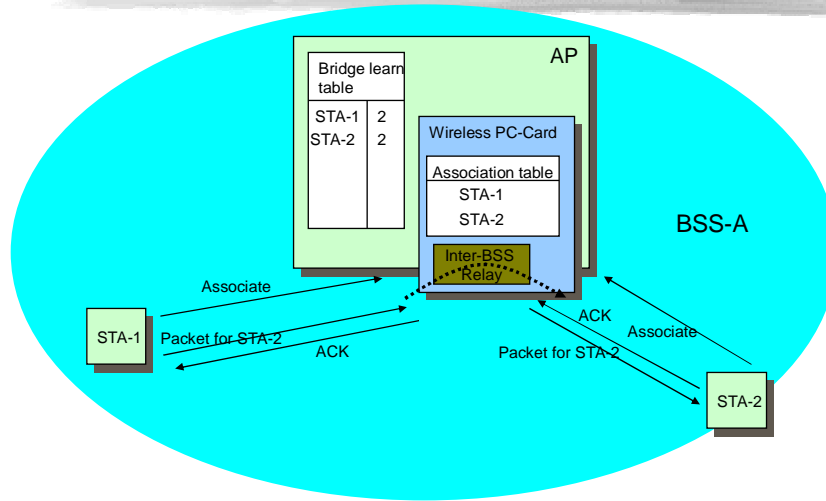 AP
Bridge learn
table
STA-1 2
STA-2 2
Wireless PC-Card
Association table
STA-1
STA-2
BSS-A
Inter-BSS
Relay
Associate
STA-1
Packet for STA-2
ACK
ACK
Associate
Packet for STA-2
STA-2